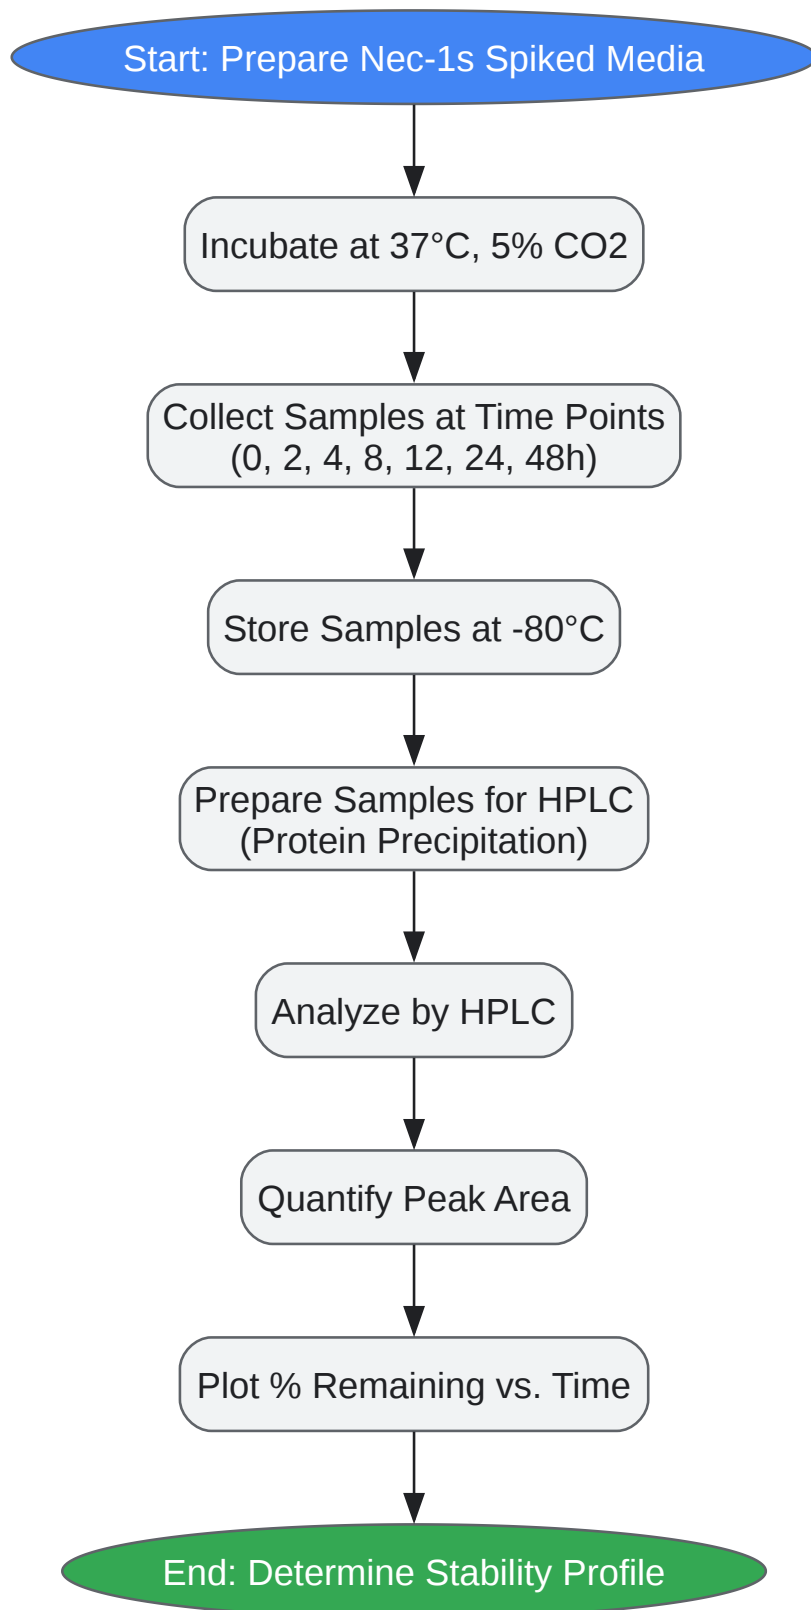 Start: Prepare Nec-1s Spiked Media
Incubate at 37°C, 5% CO2
Collect Samples at Time Points
(0, 2, 4, 8, 12, 24, 48h)
Store Samples at -80°C
Prepare Samples for HPLC
(Protein Precipitation)
Analyze by HPLC
Quantify Peak Area
Plot % Remaining vs. Time
End: Determine Stability Profile